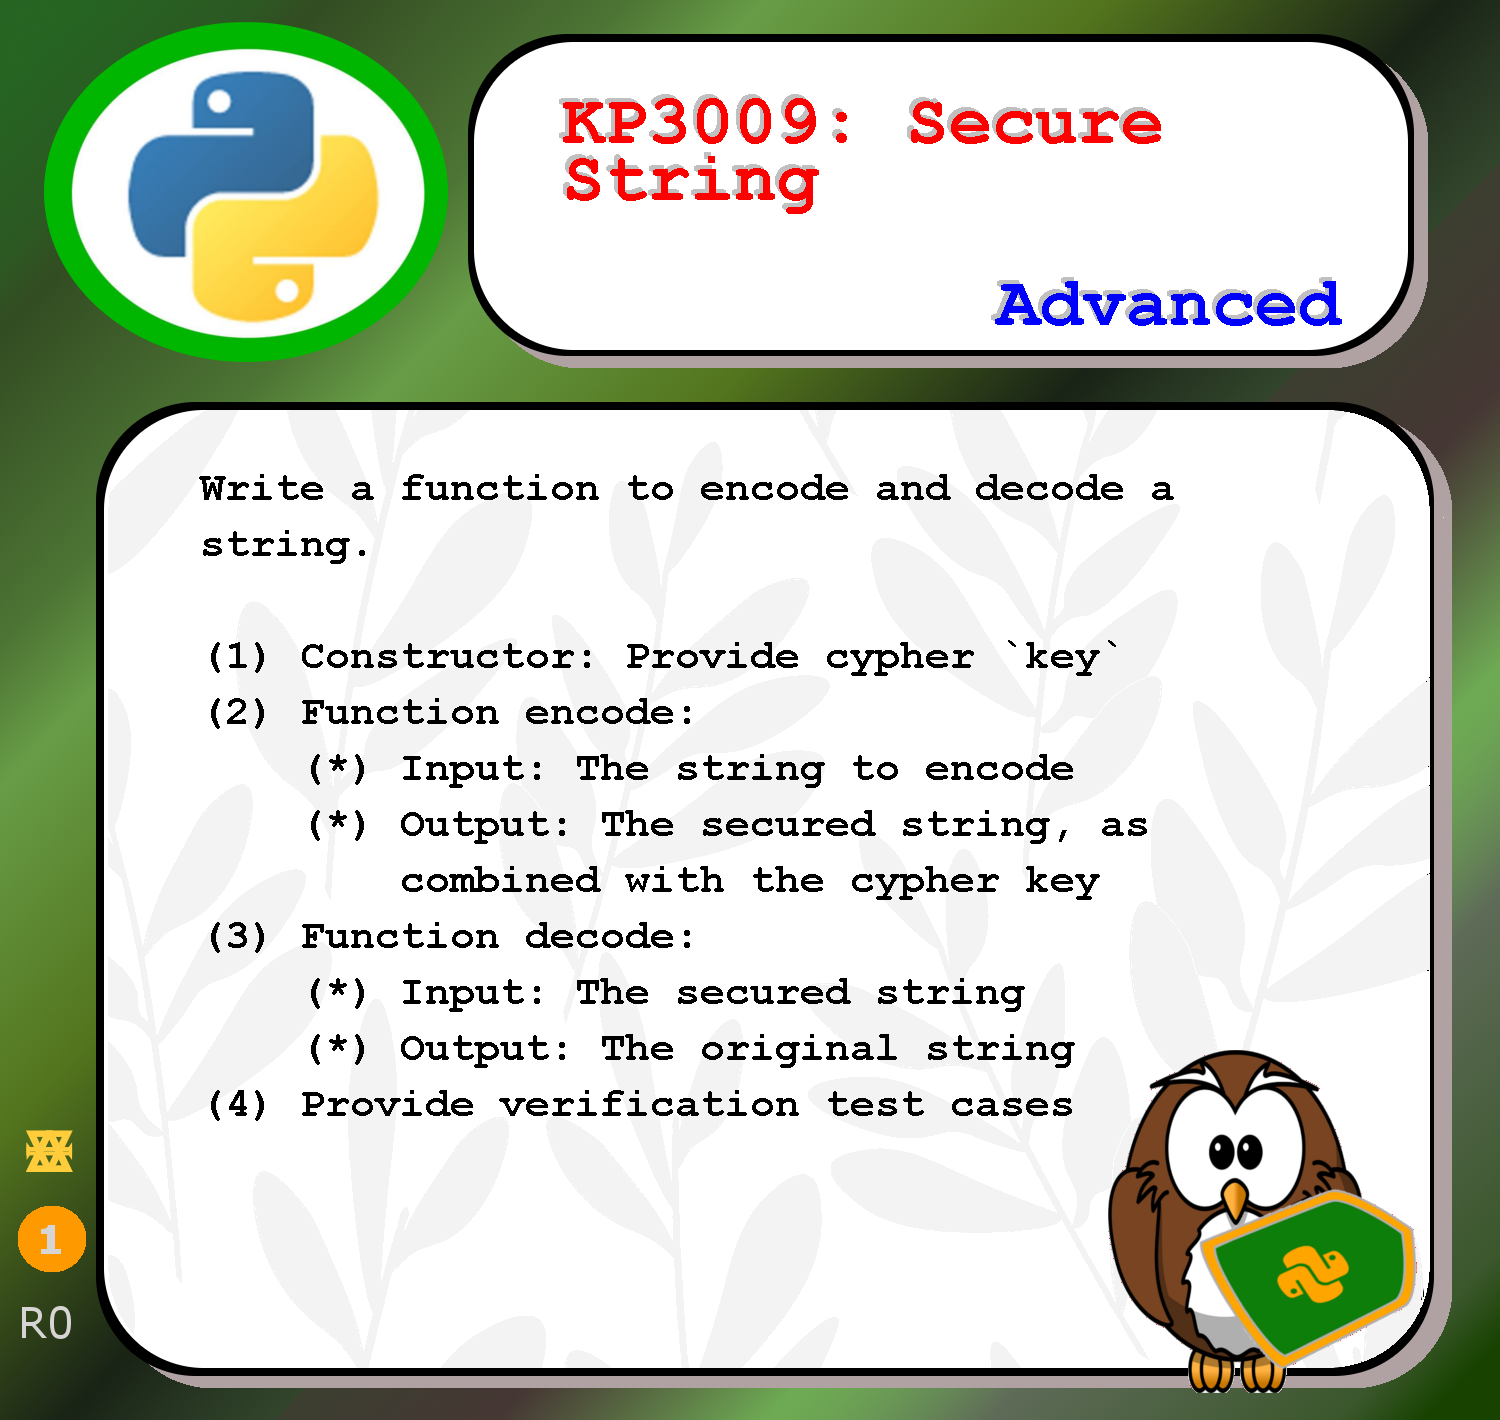 KP3009: Secure
String
Advanced
Write a function to encode and decode a
string.
(1) Constructor: Provide cypher `key`
(2) Function encode:
(*) Input: The string to encode
(*) Output: The secured string, as
combined with the cypher key
(3) Function decode:
(*) Input: The secured string
(*) Output: The original string
(4) Provide verification test cases
1
R0